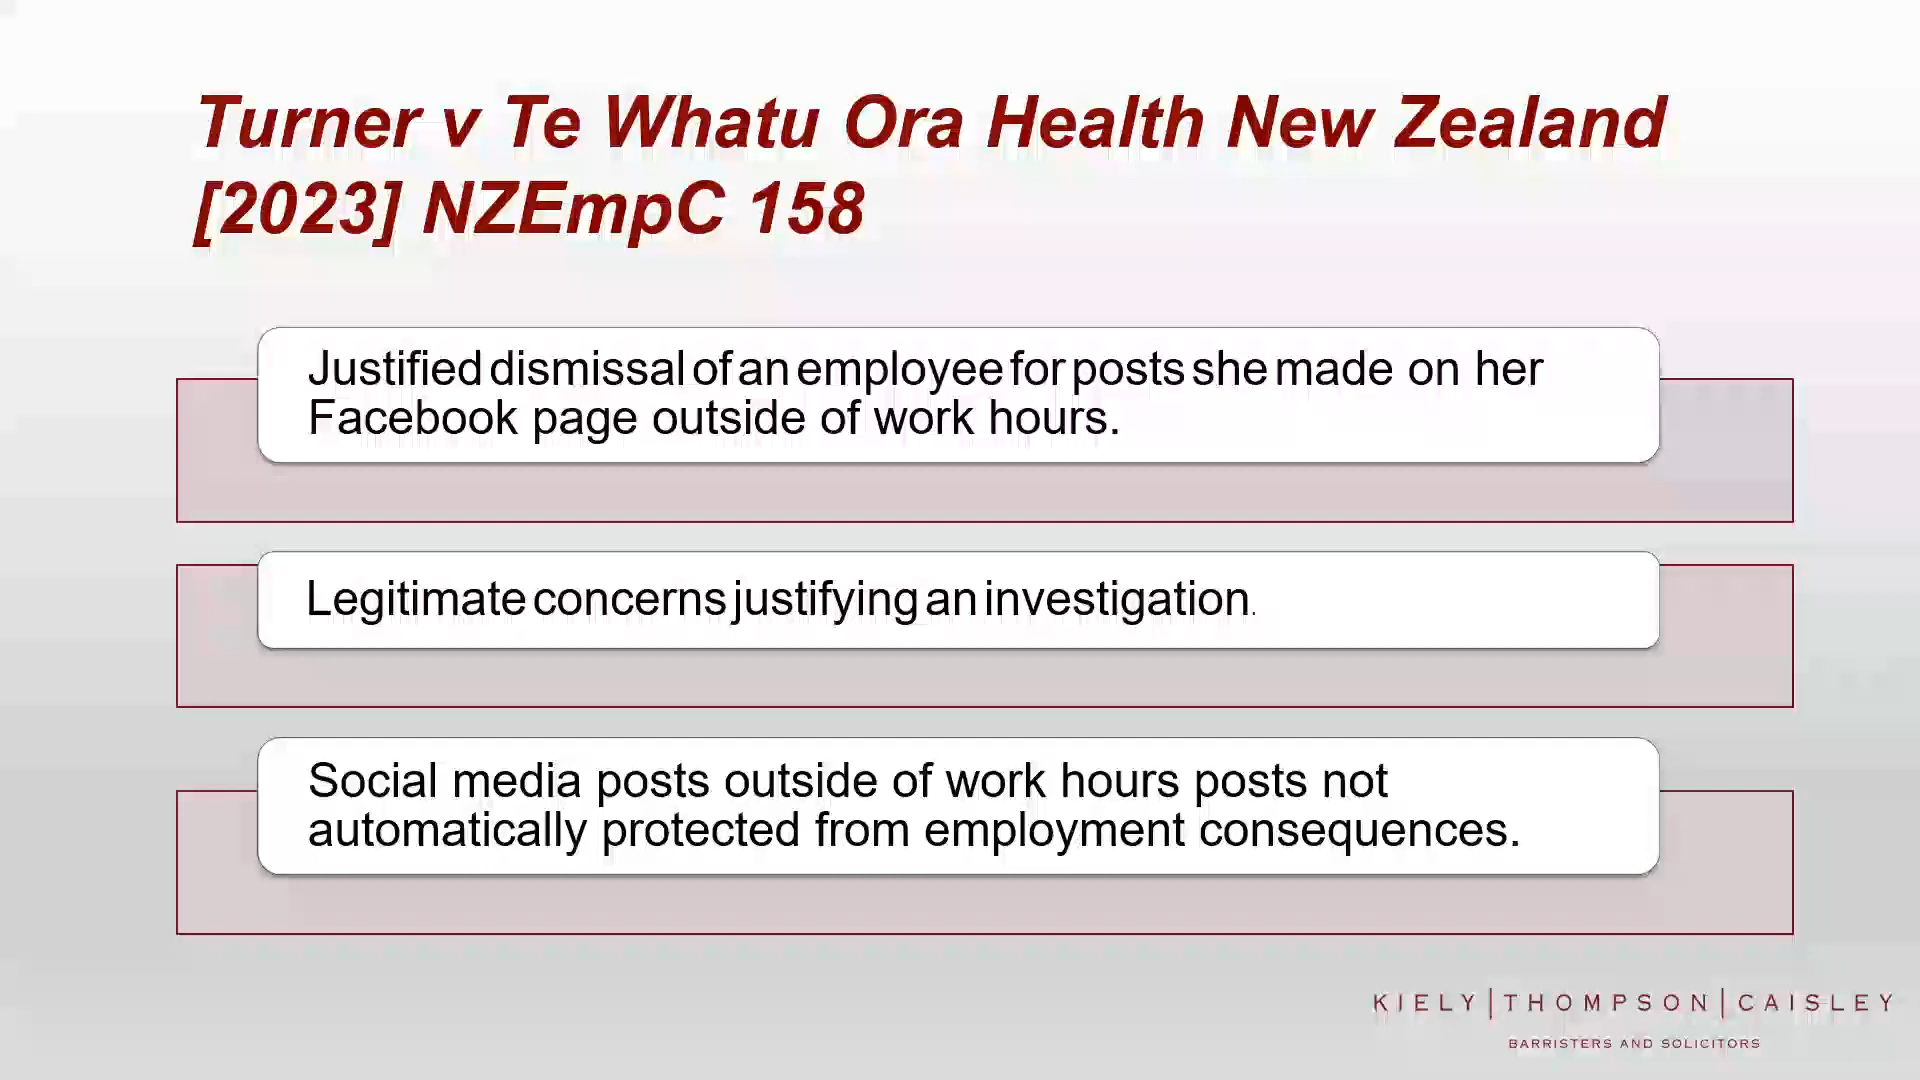 Turner v Te Whatu Ora Health New Zealand
[2023] NZEmpC 158
Justified dismissal of an employee for posts she made on her
Facebook page outside of work hours.
Legitimate concerns justifying an investigation.
Social media posts outside of work hours posts not
automatically protected from employment consequences.
KIELY|THOMPSON|CAISLEY
BARRISTERS AND SOLICITORS